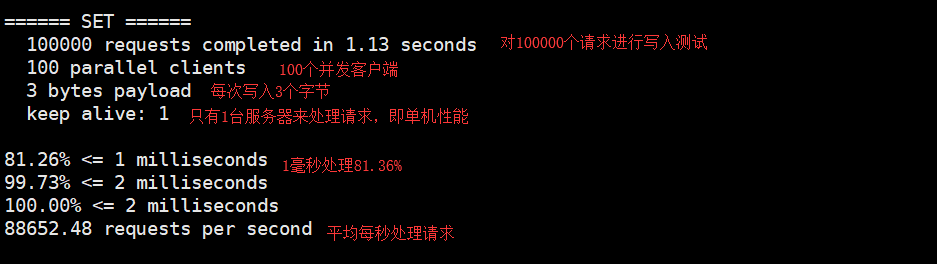 ====== SET ======
100000 requests completed in 1.13 seconds 对100000个请求进行写入测试
100 parallel clients 100个并发客户端
3 bytes payload 每次写入3个字节
keep alive: 1 只有1台服务器来处理请求，即单机性能
81.26% <= 1 milliseconds 1毫秒处理81.36%
99.73% <= 2 milliseconds
100.00% <= 2 milliseconds
88652.48 requests per second 平均每秒处理请求